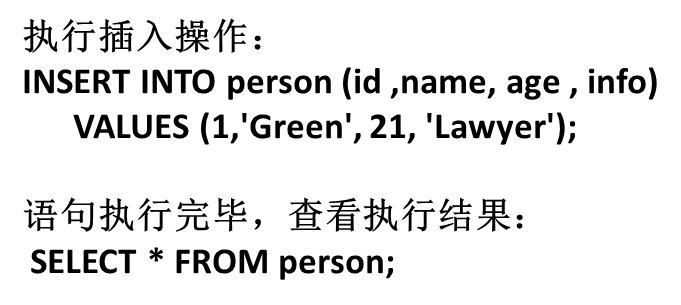 执行插入操作：
INSERT INTO person (id ,name, age , info)
VALUES (1,'Green', 21, 'Lawyer');
语句执行完毕，查看执行结果：
SELECT * FROM person;